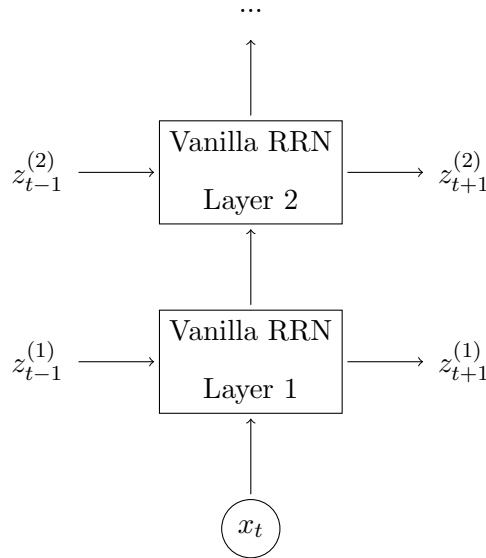 ...
Vanilla RRN
z_{t-1}^{(2)} z_{t+1}^{(2)}
Layer 2
Vanilla RRN
z_{t-1}^{(1)} z_{t+1}^{(1)}
Layer 1
x_t